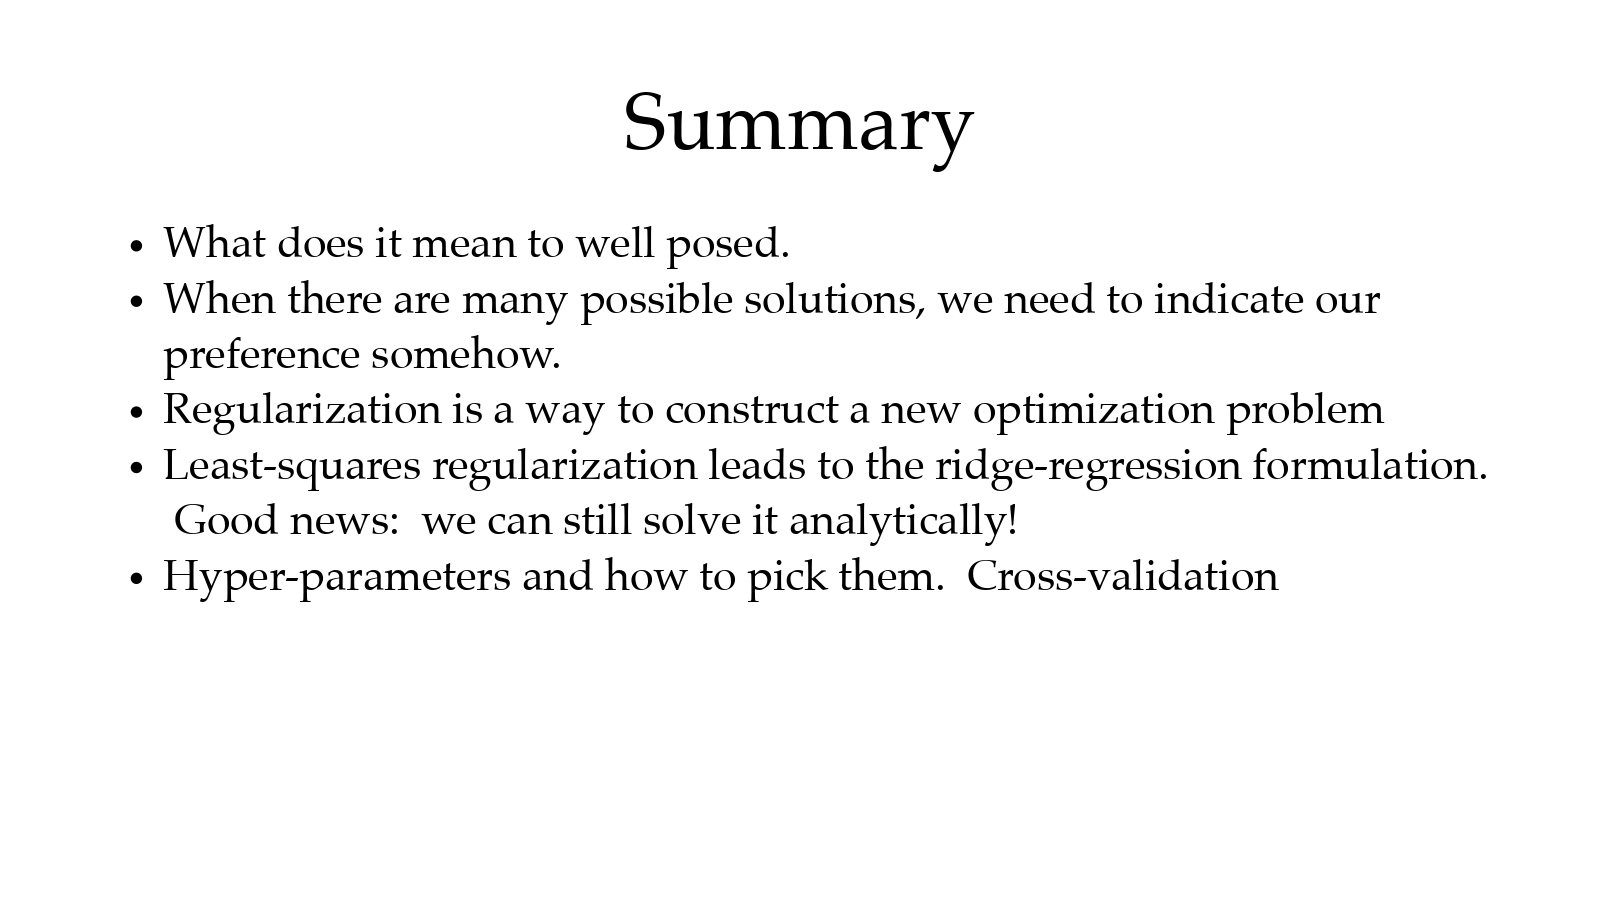 Summary
• What does it mean to well posed.
• When there are many possible solutions, we need to indicate our
preference somehow.
• Regularization is a way to construct a new optimization problem
• Least-squares regularization leads to the ridge-regression formulation.
Good news:  we can still solve it analytically!
• Hyper-parameters and how to pick them.  Cross-validation